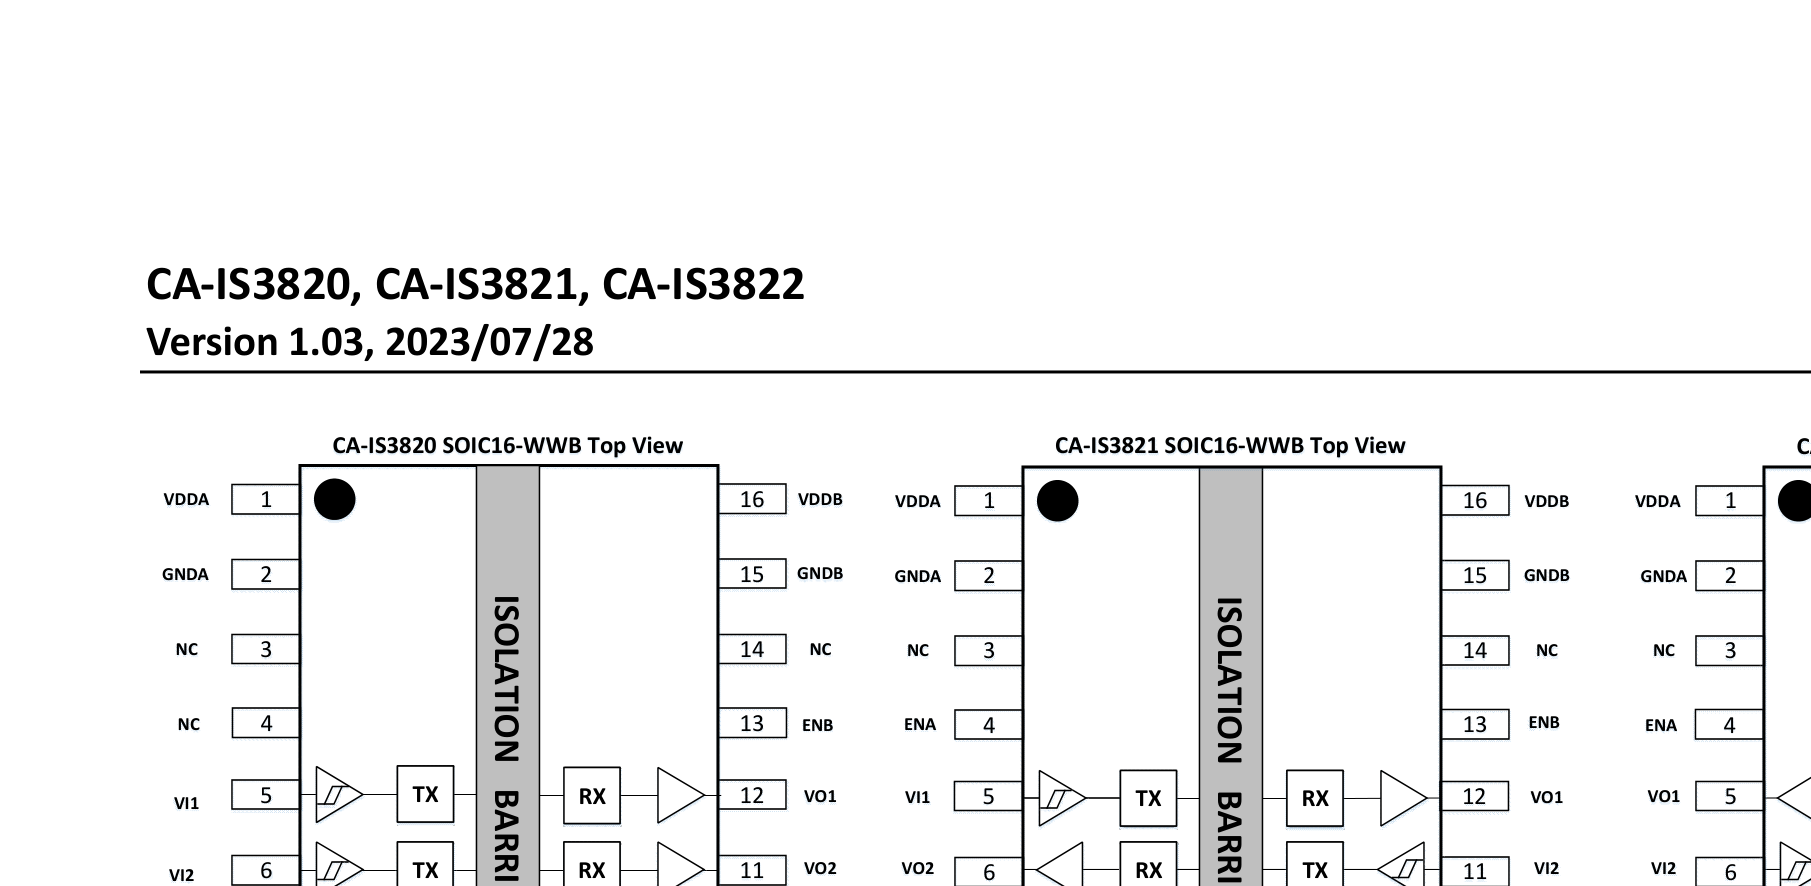 CA-IS3820, CA-IS3821, CA-IS3822
Version 1.03, 2023/07/28
CA-IS3820 SOIC16-WWB Top View
VDDA 1 16 VDDB
GNDA 2 15 GNDB
NC 3 14 NC
NC 4 13 ENB
VI1 5 TX RX 12 VO1
VI2 6 TX RX 11 VO2
ISOLATION BARRI
CA-IS3821 SOIC16-WWB Top View
VDDA 1 16 VDDB
GNDA 2 15 GNDB
NC 3 14 NC
ENA 4 13 ENB
VI1 5 TX RX 12 VO1
VO2 6 RX TX 11 VI2
ISOLATION BARRI
VDDA 1
GNDA 2
NC 3
ENA 4
VO1 5
VI2 6